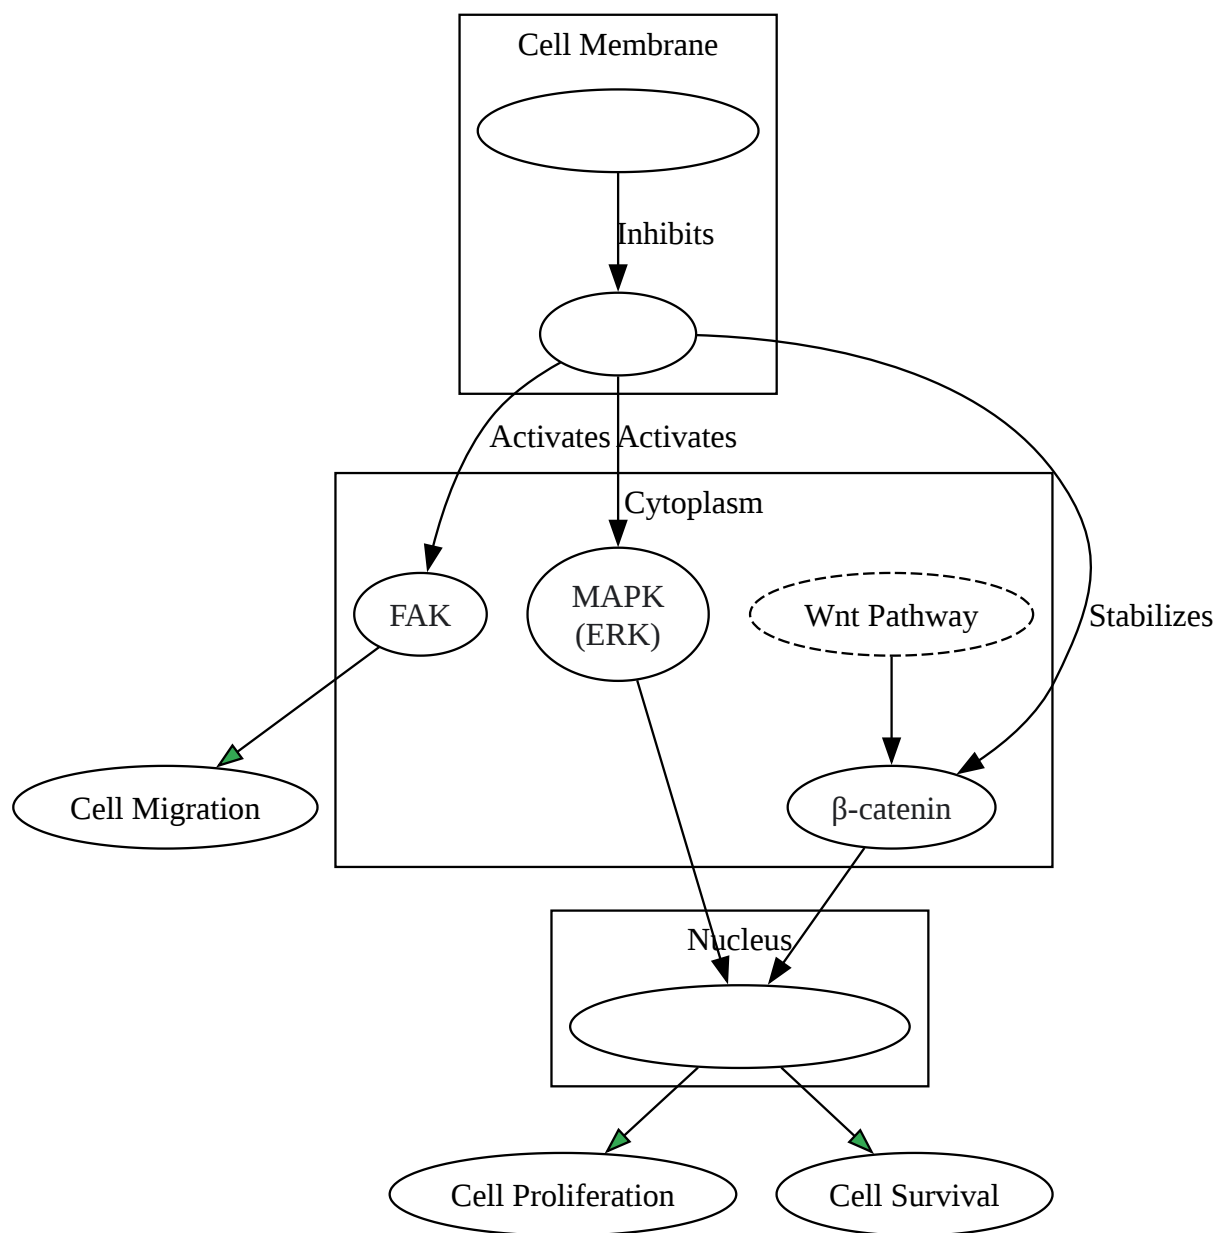 Cell Membrane
Inhibits
Activates
Activates
Cytoplasm
FAK
MAPK
(ERK)
Wnt Pathway
Stabilizes
Cell Migration
β-catenin
Nucleus
Cell Proliferation
Cell Survival